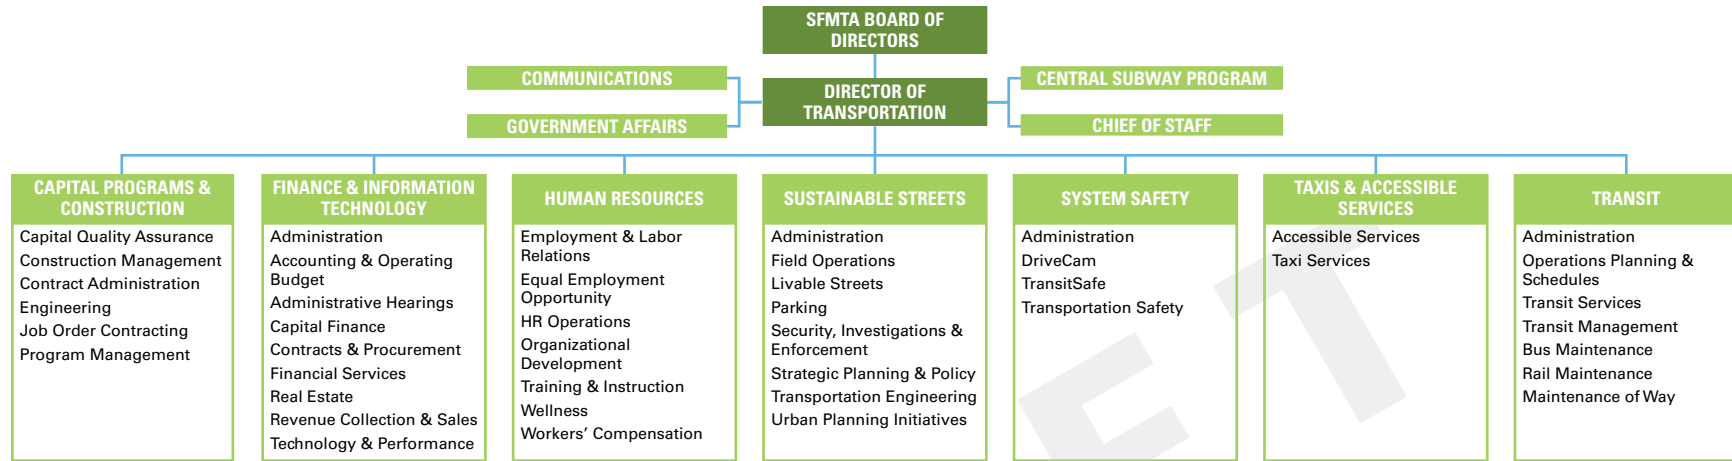 SFMTA BOARD OF
DIRECTORS
COMMUNICATIONS
CENTRAL SUBWAY PROGRAM
DIRECTOR OF
TRANSPORTATION
GOVERNMENT AFFAIRS
CHIEF OF STAFF
CAPITAL PROGRAMS &
CONSTRUCTION
Capital Quality Assurance
Construction Management
Contract Administration
Engineering
Job Order Contracting
Program Management
FINANCE & INFORMATION
TECHNOLOGY
Administration
Accounting & Operating
Budget
Administrative Hearings
Capital Finance
Contracts & Procurement
Financial Services
Real Estate
Revenue Collection & Sales
Technology & Performance
HUMAN RESOURCES
Employment & Labor
Relations
Equal Employment
Opportunity
HR Operations
Organizational
Development
Training & Instruction
Wellness
Workers’ Compensation
SUSTAINABLE STREETS
Administration
Field Operations
Livable Streets
Parking
Security, Investigations &
Enforcement
Strategic Planning & Policy
Transportation Engineering
Urban Planning Initiatives
SYSTEM SAFETY
Administration
DriveCam
TransitSafe
Transportation Safety
TAXIS & ACCESSIBLE
SERVICES
Accessible Services
Taxi Services
TRANSIT
Administration
Operations Planning &
Schedules
Transit Services
Transit Management
Bus Maintenance
Rail Maintenance
Maintenance of Way